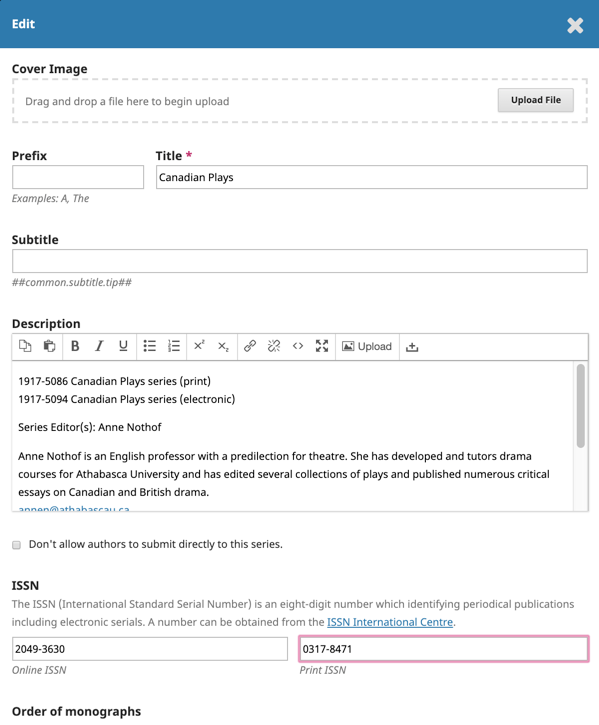 Edit
Cover Image
Drag and drop a file here to begin upload
Upload File
Prefix
Title *
Canadian Plays
Examples: A, The
Subtitle
##common.subtitle.tip##
Description
B I U x² x₂ Upload
1917-5086 Canadian Plays series (print)
1917-5094 Canadian Plays series (electronic)
Series Editor(s): Anne Nothof
Anne Nothof is an English professor with a predilection for theatre. She has developed and tutors drama
courses for Athabasca University and has edited several collections of plays and published numerous critical
essays on Canadian and British drama.
annen@athabascau.ca
Don't allow authors to submit directly to this series.
ISSN
The ISSN (International Standard Serial Number) is an eight-digit number which identifying periodical publications
including electronic serials. A number can be obtained from the ISSN International Centre.
2049-3630
0317-8471
Online ISSN
Print ISSN
Order of monographs